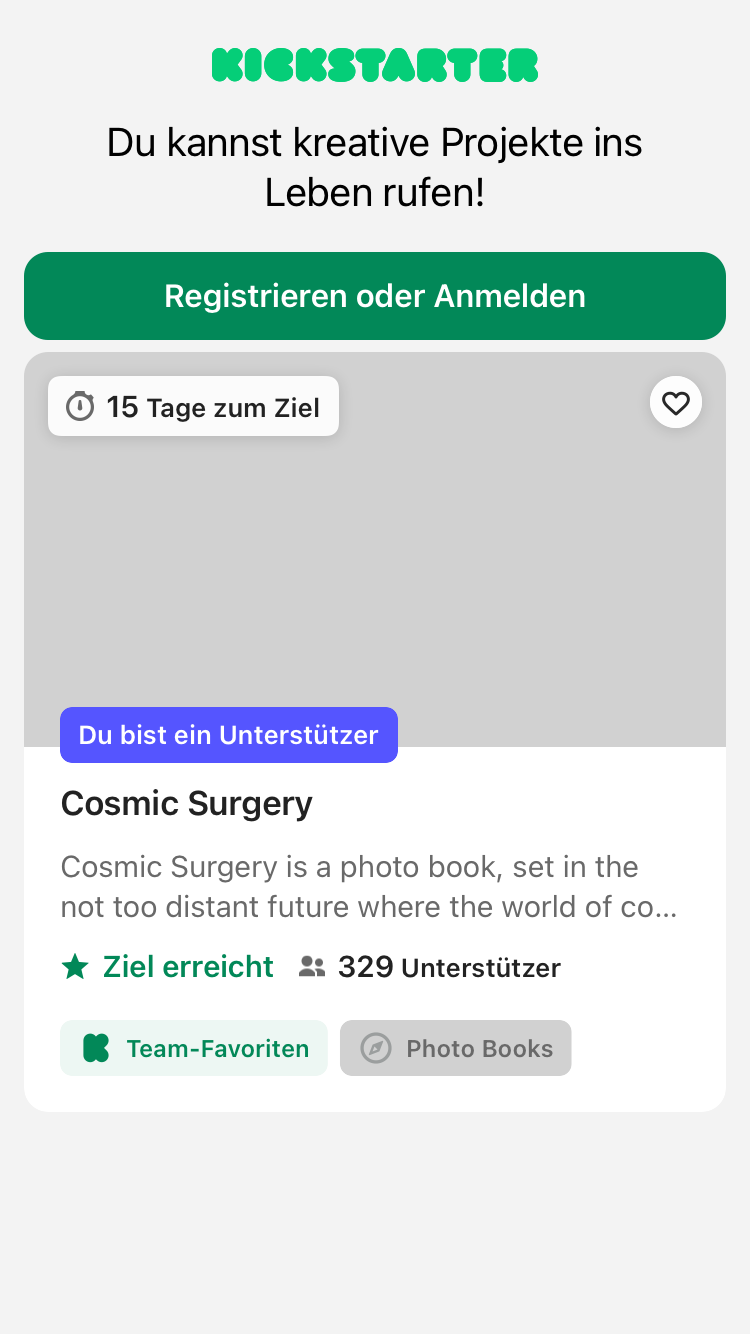 KICKSTARTER
Du kannst kreative Projekte ins
Leben rufen!
Registrieren oder Anmelden
15 Tage zum Ziel
Du bist ein Unterstützer
Cosmic Surgery
Cosmic Surgery is a photo book, set in the
not too distant future where the world of co...
Ziel erreicht 329 Unterstützer
Team-Favoriten Photo Books